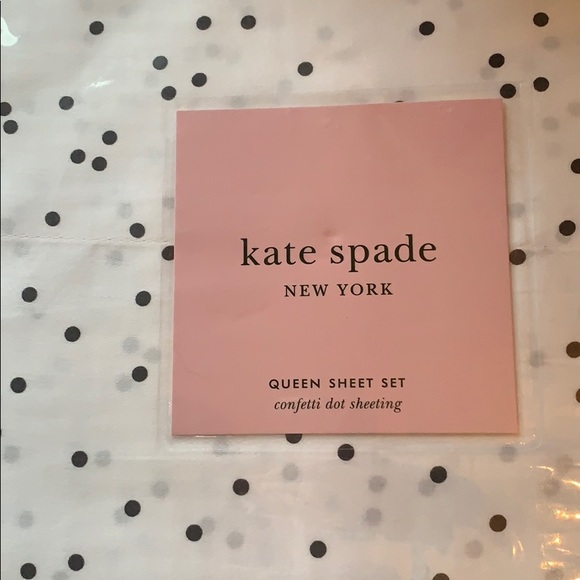 kate spade
NEW YORK
QUEEN SHEET SET
confetti dot sheeting